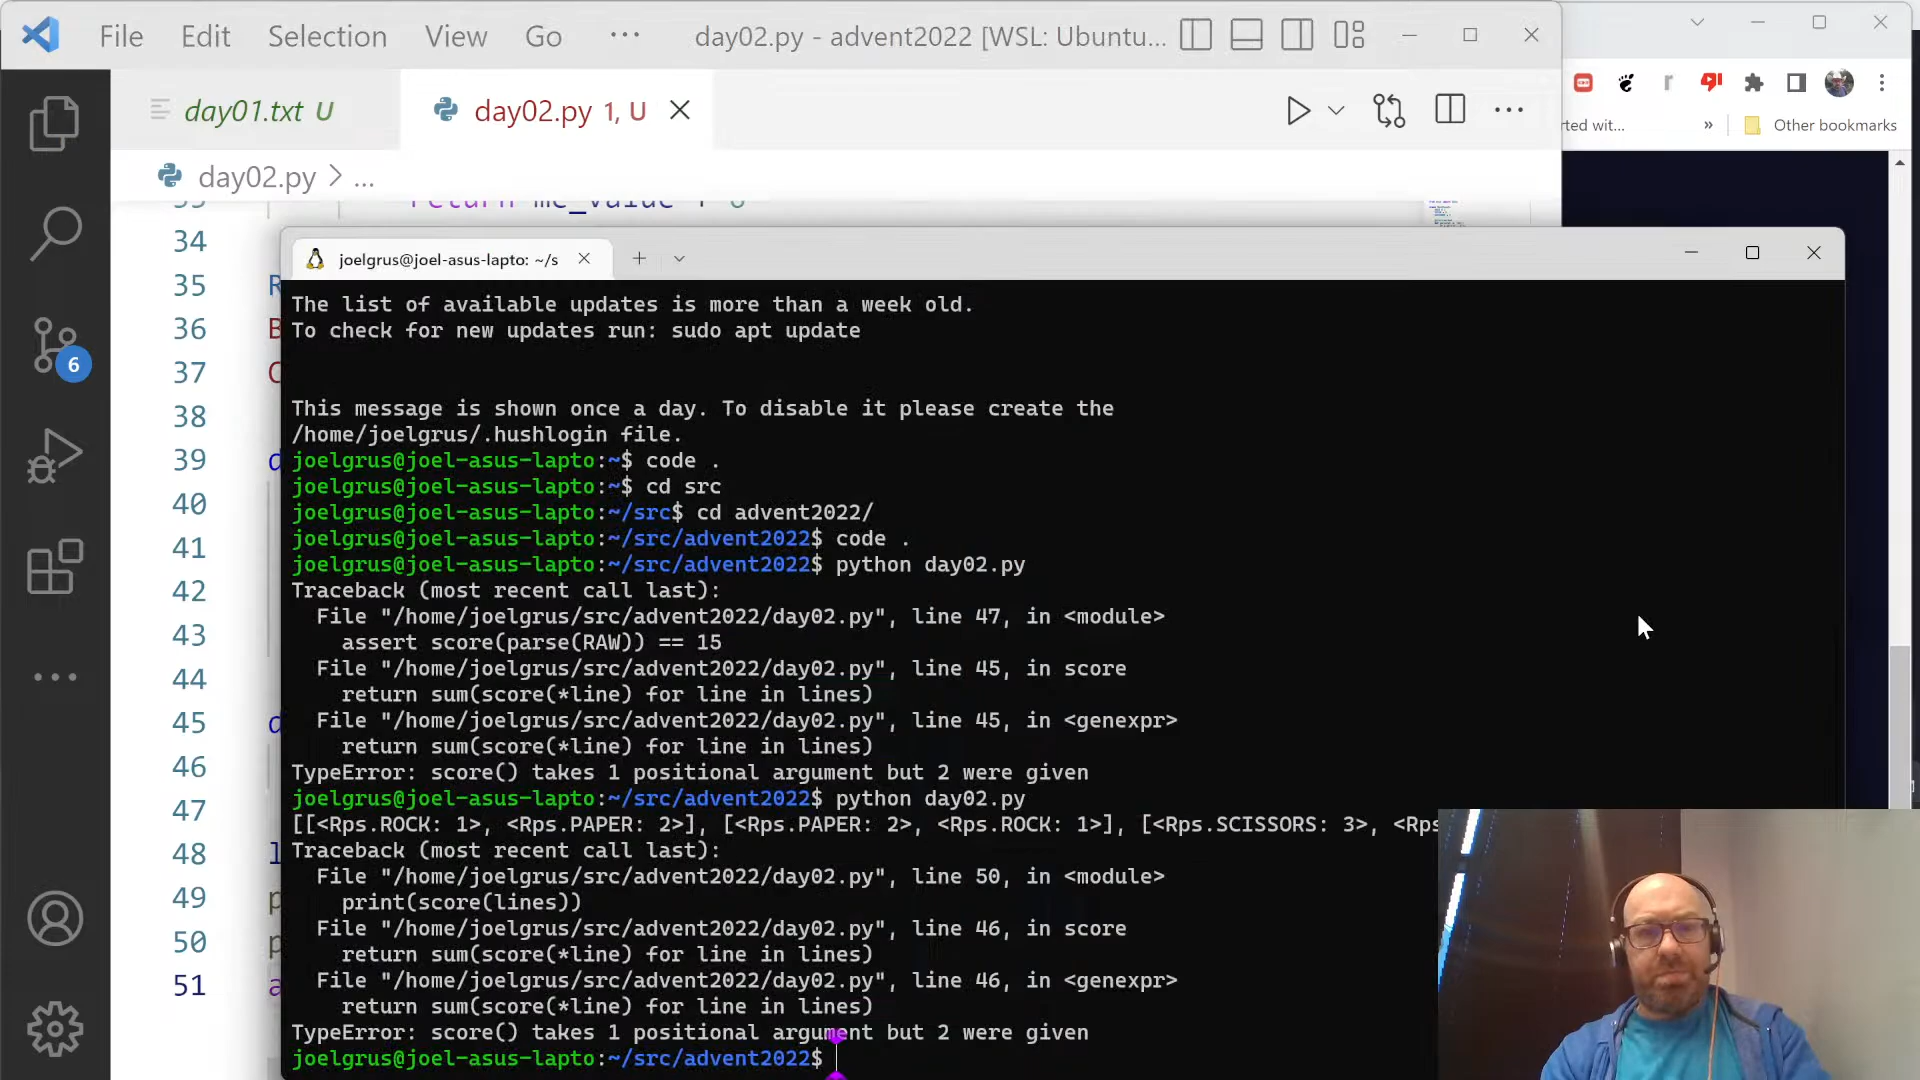 File Edit Selection View Go ··· day02.py - advent2022 [WSL: Ubuntu...
day01.txt U day02.py 1, U
rted wit... » Other bookmarks
day02.py > ...
34
35 R
36 B
37 C
38
39 d
40
41
42
43
44
45 d
46
47
48 l
49 p
50 p
51 a
6
joelgrus@joel-asus-lapto: ~/s
The list of available updates is more than a week old.
To check for new updates run: sudo apt update
This message is shown once a day. To disable it please create the
/home/joelgrus/.hushlogin file.
joelgrus@joel-asus-lapto:~$ code .
joelgrus@joel-asus-lapto:~$ cd src
joelgrus@joel-asus-lapto:~/src$ cd advent2022/
joelgrus@joel-asus-lapto:~/src/advent2022$ code .
joelgrus@joel-asus-lapto:~/src/advent2022$ python day02.py
Traceback (most recent call last):
  File "/home/joelgrus/src/advent2022/day02.py", line 47, in <module>
    assert score(parse(RAW)) == 15
  File "/home/joelgrus/src/advent2022/day02.py", line 45, in score
    return sum(score(*line) for line in lines)
  File "/home/joelgrus/src/advent2022/day02.py", line 45, in <genexpr>
    return sum(score(*line) for line in lines)
TypeError: score() takes 1 positional argument but 2 were given
joelgrus@joel-asus-lapto:~/src/advent2022$ python day02.py
[[<Rps.ROCK: 1>, <Rps.PAPER: 2>], [<Rps.PAPER: 2>, <Rps.ROCK: 1>], [<Rps.SCISSORS: 3>, <Rps
Traceback (most recent call last):
  File "/home/joelgrus/src/advent2022/day02.py", line 50, in <module>
    print(score(lines))
  File "/home/joelgrus/src/advent2022/day02.py", line 46, in score
    return sum(score(*line) for line in lines)
  File "/home/joelgrus/src/advent2022/day02.py", line 46, in <genexpr>
    return sum(score(*line) for line in lines)
TypeError: score() takes 1 positional argument but 2 were given
joelgrus@joel-asus-lapto:~/src/advent2022$